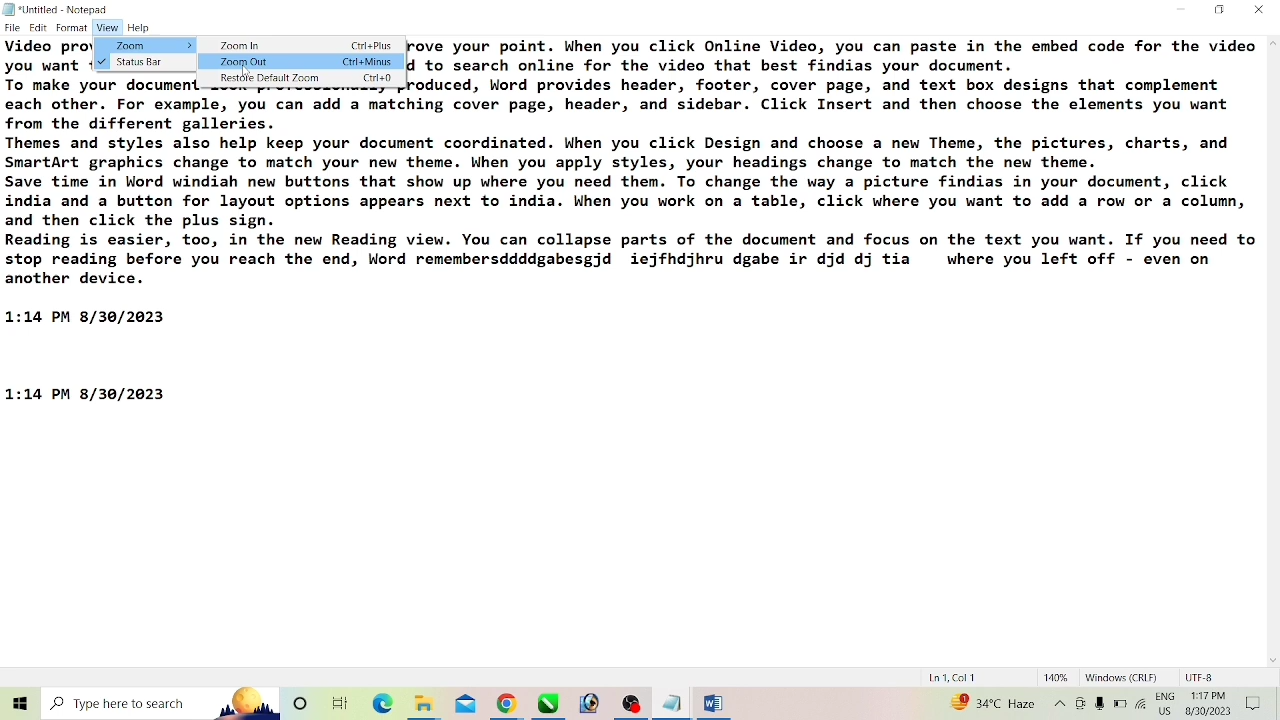 *Untitled - Notepad
File Edit Format View Help
Zoom
Status Bar
Zoom In Ctrl+Plus
Zoom Out Ctrl+Minus
Restore Default Zoom Ctrl+0
Video rove your point. When you click Online Video, you can paste in the embed code for the video
you want d to search online for the video that best findias your document.
To make your document look professionally produced, Word provides header, footer, cover page, and text box designs that complement
each other. For example, you can add a matching cover page, header, and sidebar. Click Insert and then choose the elements you want
from the different galleries.
Themes and styles also help keep your document coordinated. When you click Design and choose a new Theme, the pictures, charts, and
SmartArt graphics change to match your new theme. When you apply styles, your headings change to match the new theme.
Save time in Word windiah new buttons that show up where you need them. To change the way a picture findias in your document, click
india and a button for layout options appears next to india. When you work on a table, click where you want to add a row or a column,
and then click the plus sign.
Reading is easier, too, in the new Reading view. You can collapse parts of the document and focus on the text you want. If you need to
stop reading before you reach the end, Word remembersddddgabesgjd iejfhdjhru dgabe ir djd dj tia where you left off - even on
another device.
1:14 PM 8/30/2023
1:14 PM 8/30/2023
Ln 1, Col 1 140% Windows (CRLF) UTF-8
Type here to search
34°C Haze
ENG
US
1:17 PM
8/30/2023